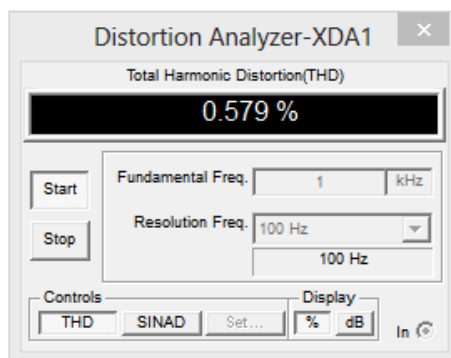 Distortion Analyzer-XDA1
Total Harmonic Distortion(THD)
0.579 %
Start
Fundamental Freq. 1 kHz
Stop
Resolution Freq. 100 Hz
100 Hz
Controls
Display
THD SINAD Set... % dB In